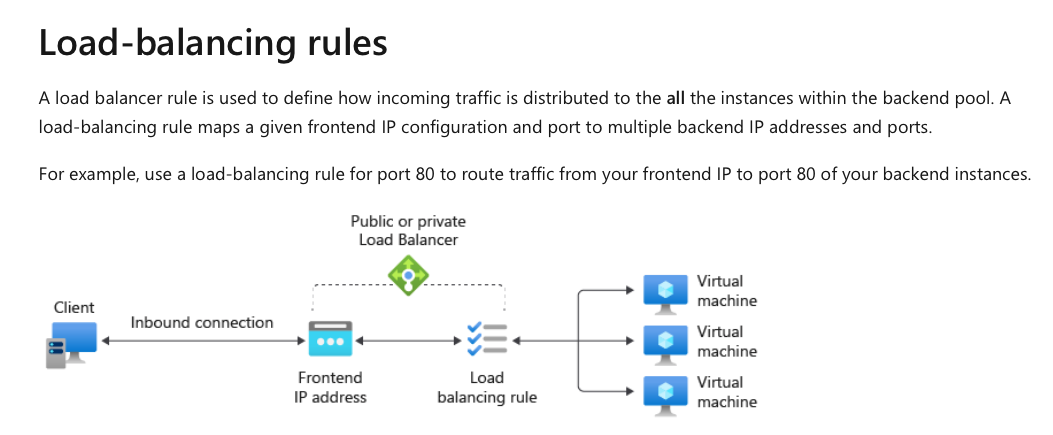 Load-balancing rules
A load balancer rule is used to define how incoming traffic is distributed to the all the instances within the backend pool. A
load-balancing rule maps a given frontend IP configuration and port to multiple backend IP addresses and ports.
For example, use a load-balancing rule for port 80 to route traffic from your frontend IP to port 80 of your backend instances.
Public or private
Load Balancer
Client
Inbound connection
Frontend
IP address
Load
balancing rule
Virtual
machine
Virtual
machine
Virtual
machine